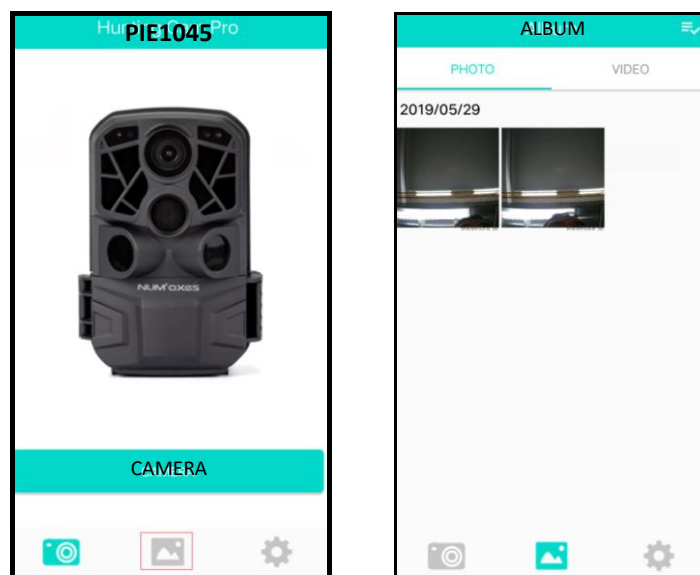 PIE1045
NUM'AXES
CAMERA
ALBUM
PHOTO VIDEO
2019/05/29